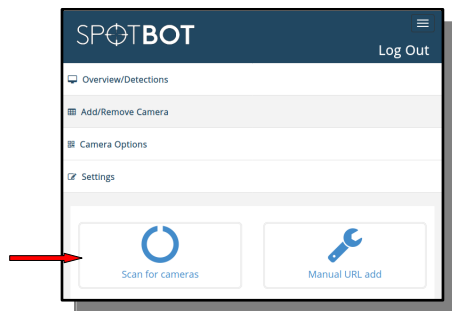 SPOTBOT
Log Out
Overview/Detections
Add/Remove Camera
Camera Options
Settings
Scan for cameras
Manual URL add